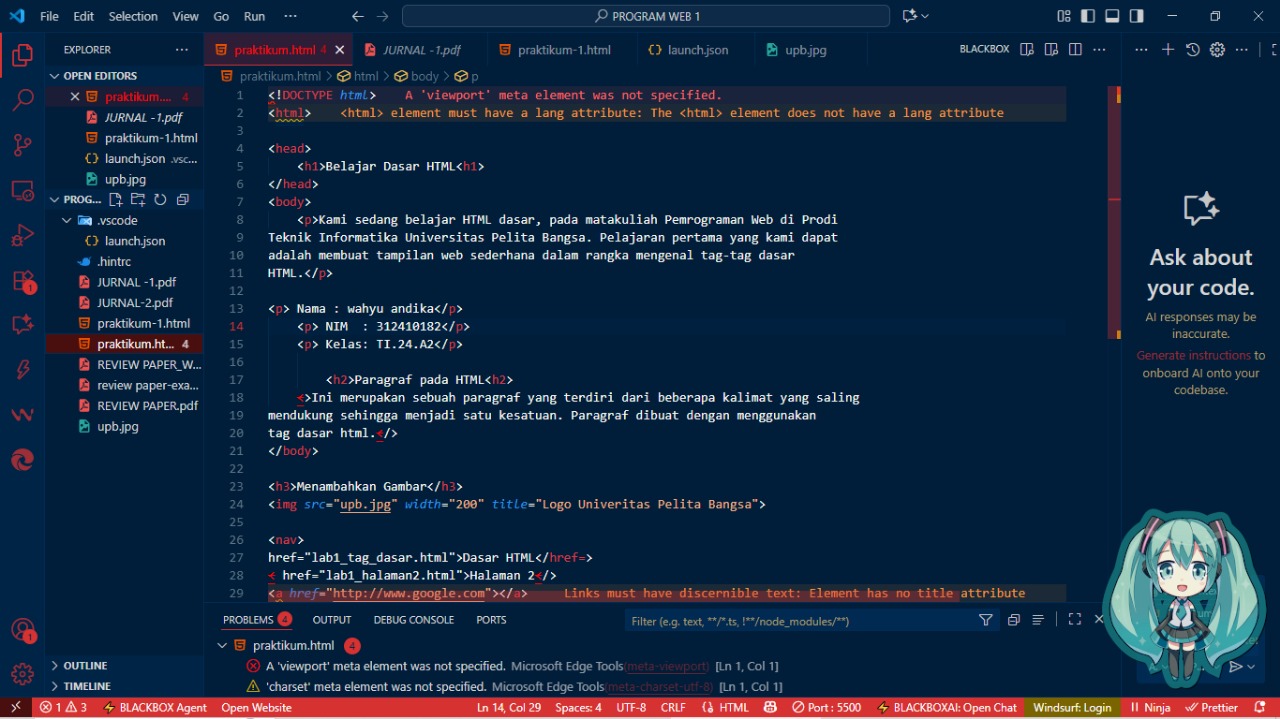 File Edit Selection View Go Run ··· PROGRAM WEB 1
EXPLORER ···
praktikum.html 4
JURNAL -1.pdf
praktikum-1.html
launch.json
upb.jpg
BLACKBOX
praktikum.html > html > body > p
OPEN EDITORS
praktikum.... 4
JURNAL -1.pdf
praktikum-1.html
launch.json .vsc...
upb.jpg
PROG...
.vscode
launch.json
.hintrc
JURNAL -1.pdf
JURNAL-2.pdf
praktikum-1.html
praktikum.ht... 4
REVIEW PAPER_W...
review paper-exa...
REVIEW PAPER.pdf
upb.jpg
OUTLINE
TIMELINE
1 <!DOCTYPE html> A 'viewport' meta element was not specified.
2 <html> <html> element must have a lang attribute: The <html> element does not have a lang attribute
3
4 <head>
5 <h1>Belajar Dasar HTML<h1>
6 </head>
7 <body>
8 <p>Kami sedang belajar HTML dasar, pada matakuliah Pemrograman Web di Prodi
9 Teknik Informatika Universitas Pelita Bangsa. Pelajaran pertama yang kami dapat
10 adalah membuat tampilan web sederhana dalam rangka mengenal tag-tag dasar
11 HTML.</p>
12
13 <p> Nama : wahyu andika</p>
14 <p> NIM  : 312410182</p>
15 <p> Kelas: TI.24.A2</p>
16
17 <h2>Paragraf pada HTML<h2>
18 <>Ini merupakan sebuah paragraf yang terdiri dari beberapa kalimat yang saling
19 mendukung sehingga menjadi satu kesatuan. Paragraf dibuat dengan menggunakan
20 tag dasar html.</>
21 </body>
22
23 <h3>Menambahkan Gambar</h3>
24 <img src="upb.jpg" width="200" title="Logo Univeritas Pelita Bangsa">
25
26 <nav>
27 href="lab1_tag_dasar.html">Dasar HTML</href=>
28 < href="lab1_halaman2.html">Halaman 2</>
29 <a href="http://www.google.com"></a> Links must have discernible text: Element has no title attribute
Ask about
your code.
AI responses may be
inaccurate.
Generate instructions to
onboard AI onto your
codebase.
PROBLEMS 4 OUTPUT DEBUG CONSOLE PORTS
Filter (e.g. text, **/*.ts, !**/node_modules/**)
praktikum.html 4
A 'viewport' meta element was not specified. Microsoft Edge Tools(meta-viewport) [Ln 1, Col 1]
'charset' meta element was not specified. Microsoft Edge Tools(meta-charset-utf-8) [Ln 1, Col 1]
1 3 BLACKBOX Agent Open Website Ln 14, Col 29 Spaces: 4 UTF-8 CRLF HTML Port : 5500 BLACKBOXAI: Open Chat Windsurf: Login Ninja Prettier